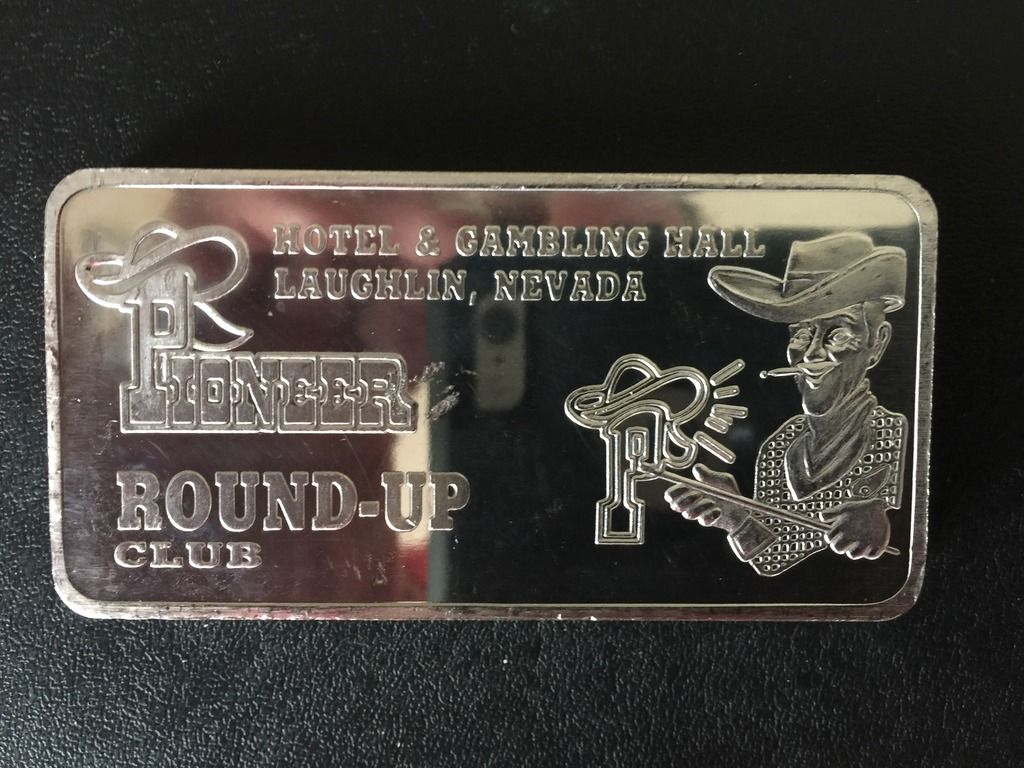 HOTEL & GAMBLING HALL
LAUGHLIN, NEVADA
PIONEER
ROUND-UP
CLUB
P